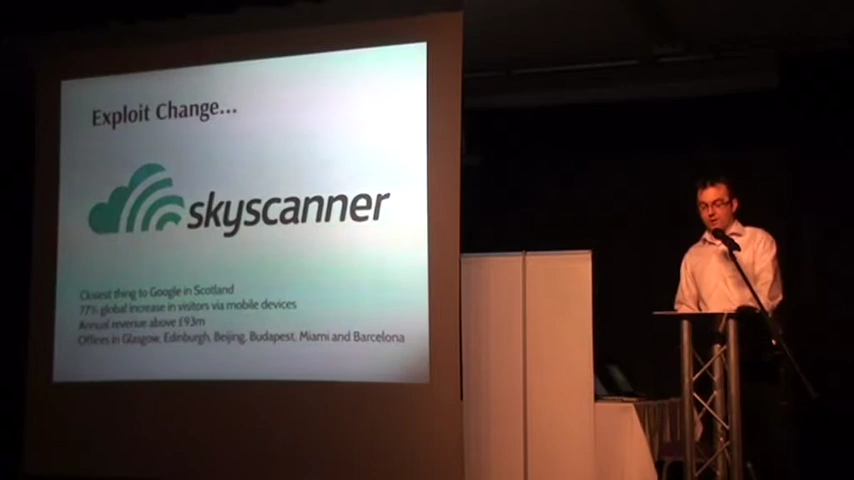 Exploit Change...
skyscanner
Closest thing to Google in Scotland
77% global increase in visitors via mobile devices
Annual revenue above £93m
Offices in Glasgow, Edinburgh, Beijing, Budapest, Miami and Barcelona